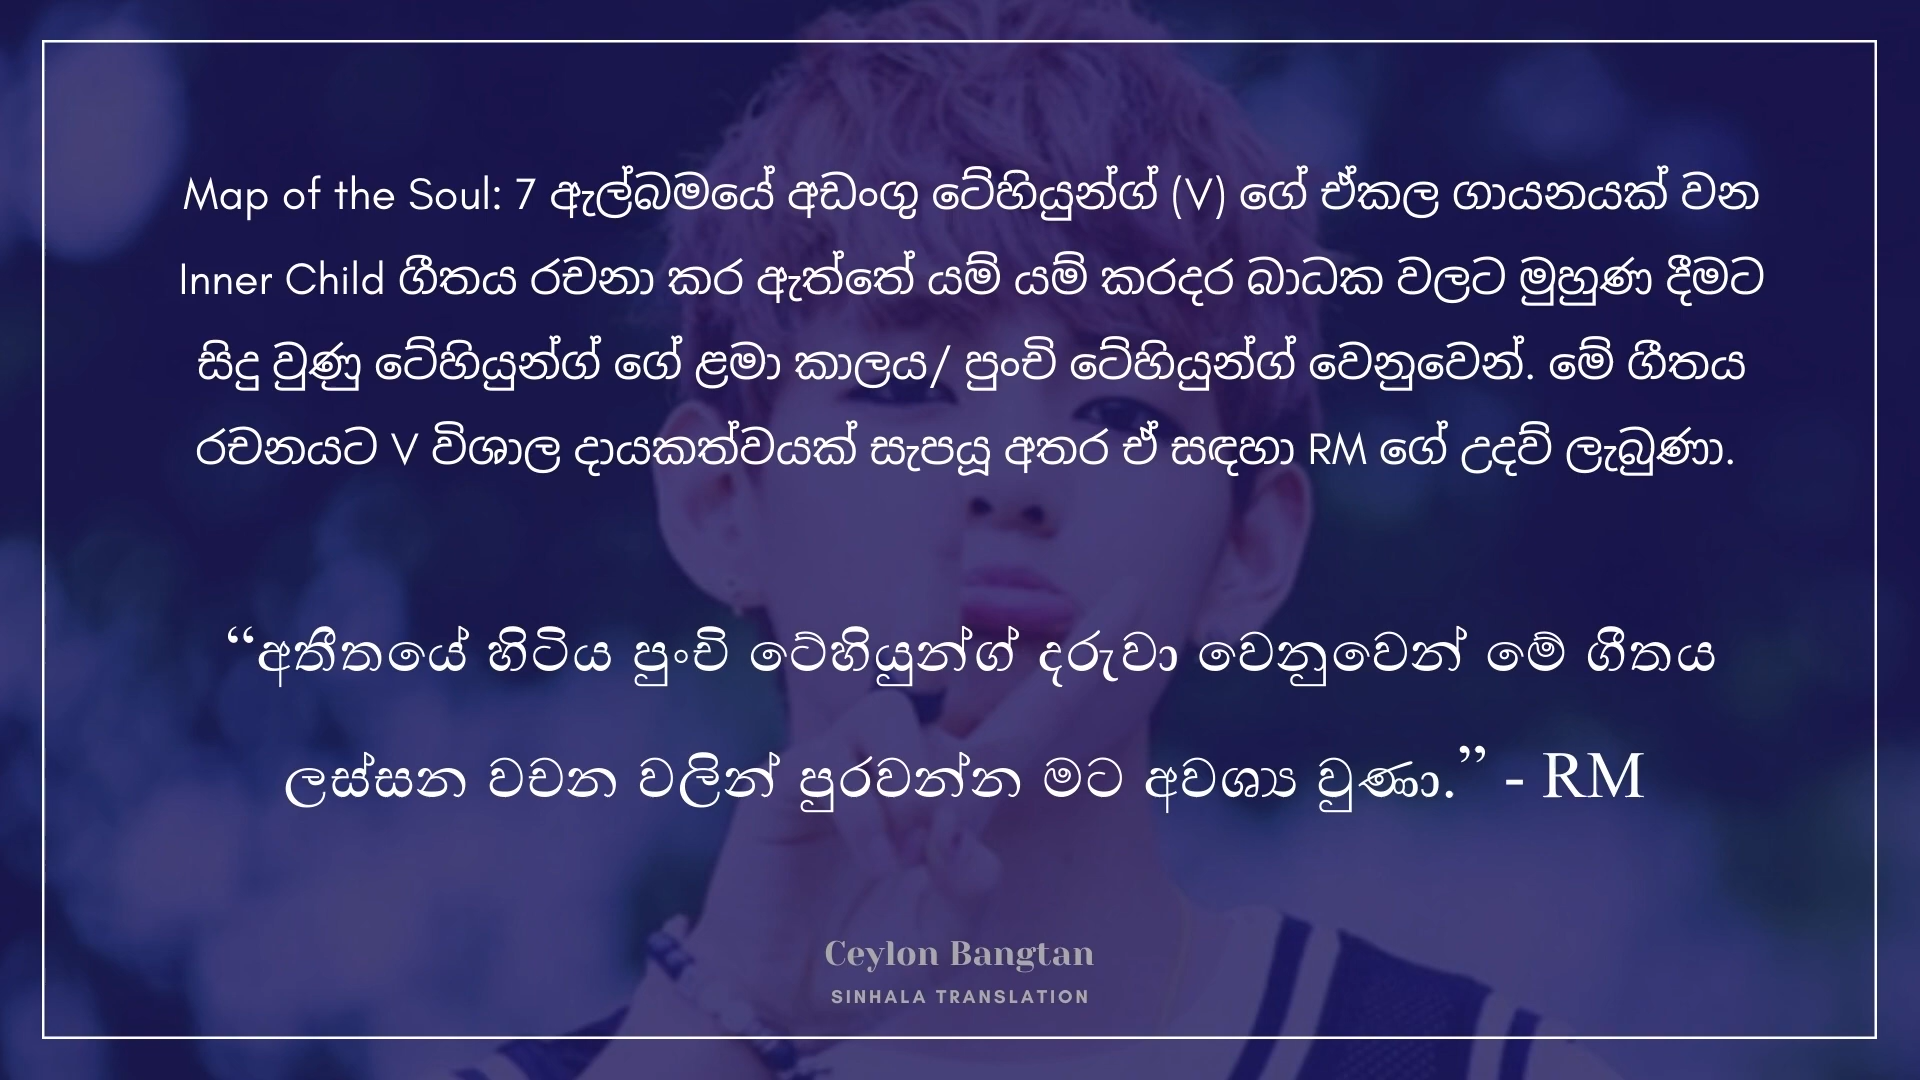 Map of the Soul: 7 ඇල්බමයේ අඩංගු ටේහියුන්ග් (V) ගේ ඒකල ගායනයක් වන
Inner Child ගීතය රචනා කර ඇත්තේ යම් යම් කරදර බාධක වලට මුහුණ දීමට
සිදු වුණු ටේහියුන්ග් ගේ ළමා කාලය/ පුංචි ටේහියුන්ග් වෙනුවෙන්. මේ ගීතය
රචනයට V විශාල දායකත්වයක් සැපයූ අතර ඒ සඳහා RM ගේ උදව් ලැබුණා.
“අතීතයේ හිටිය පුංචි ටේහියුන්ග් දරුවා වෙනුවෙන් මේ ගීතය
ලස්සන වචන වලින් පුරවන්න මට අවශ්‍ය වුණා.” - RM
Ceylon Bangtan
SINHALA TRANSLATION